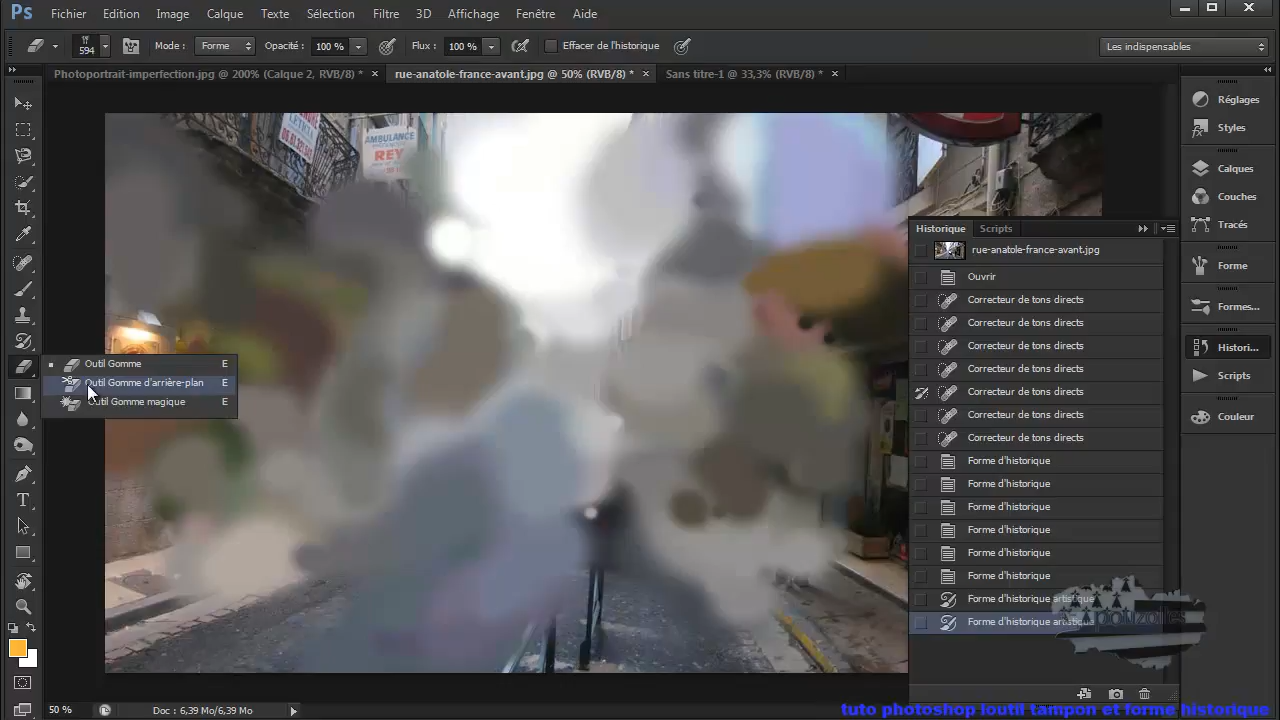 Ps Fichier Edition Image Calque Texte Sélection Filtre 3D Affichage Fenêtre Aide
594 Mode : Forme Opacité : 100 % Flux : 100 % Effacer de l'historique Les indispensables
Photoportrait-imperfection.jpg @ 200% (Calque 2, RVB/8) * × rue-anatole-france-avant.jpg @ 50% (RVB/8) * × Sans titre-1 @ 33,3% (RVB/8) * ×
LETICIA
AMBULANCE
REY
Réglages
Styles
Calques
Couches
Tracés
Forme
Formes...
Histori...
Scripts
Couleur
Historique Scripts
rue-anatole-france-avant.jpg
Ouvrir
Correcteur de tons directs
Correcteur de tons directs
Correcteur de tons directs
Correcteur de tons directs
Correcteur de tons directs
Correcteur de tons directs
Correcteur de tons directs
Forme d'historique
Forme d'historique
Forme d'historique
Forme d'historique
Forme d'historique
Forme d'historique
Forme d'historique artistique
Forme d'historique artistique
Outil Gomme E
Outil Gomme d'arrière-plan E
Outil Gomme magique E
50 % Doc : 6,39 Mo/6,39 Mo
tuto photoshop loutil tampon et forme historique